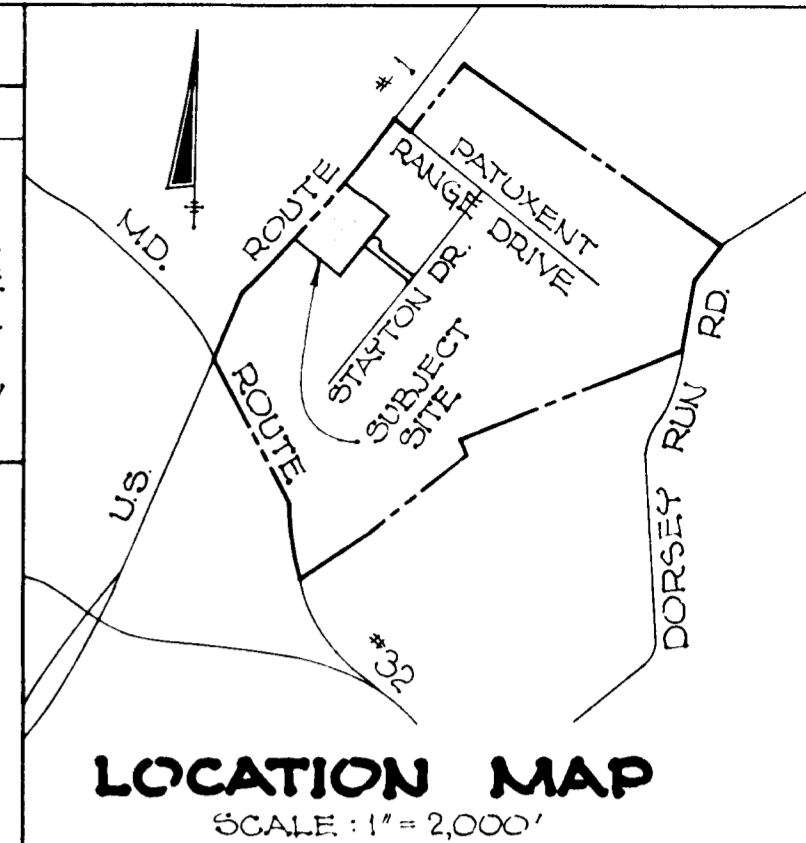 #1
PATUXENT
RANGE DRIVE
ROUTE
MD.
STAYTON DR.
SUBJECT
SITE
ROUTE
U.S.
DORSEY RUN RD.
#32
LOCATION MAP
SCALE : 1" = 2,000'